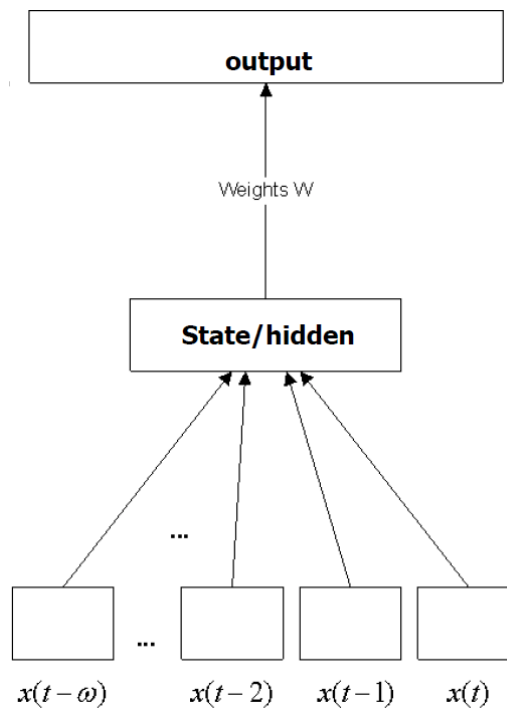 output
Weights W
State/hidden
...
...
x(t−ω) x(t−2) x(t−1) x(t)